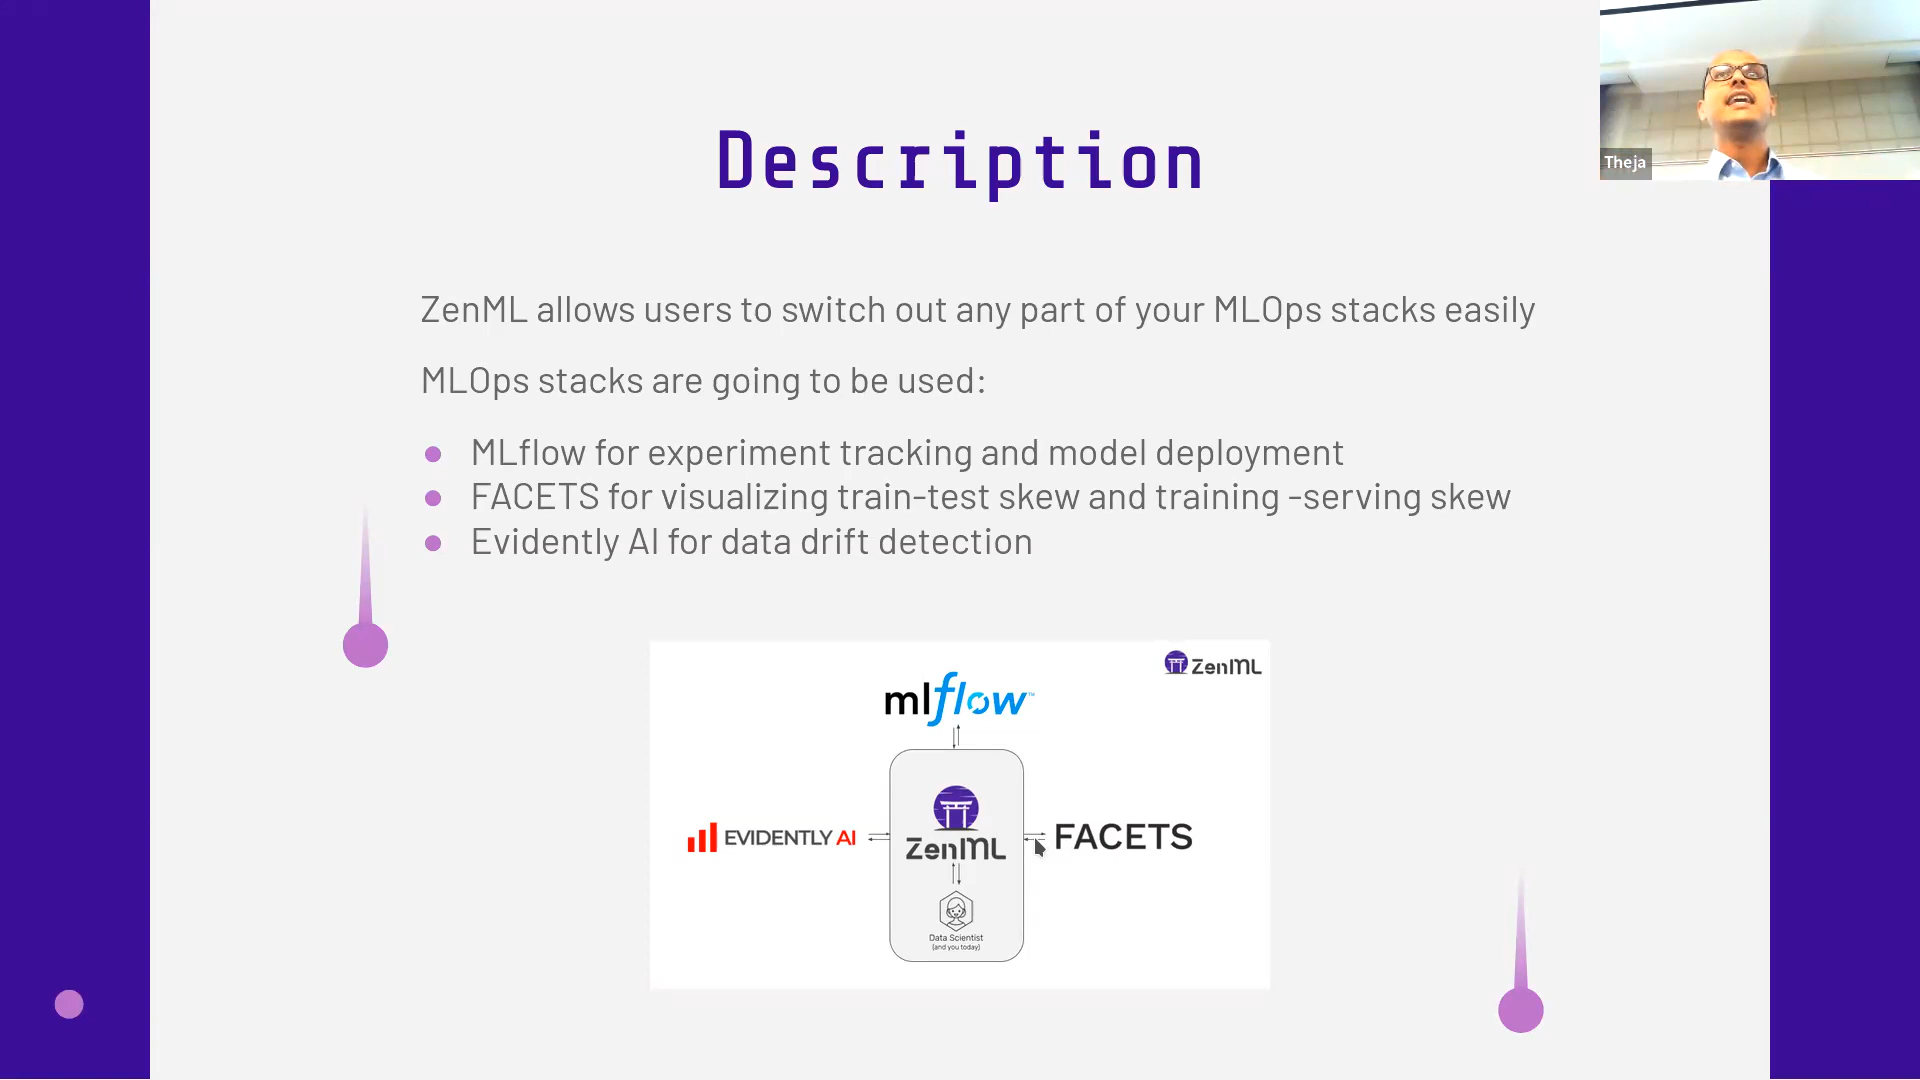 Theja
Description
ZenML allows users to switch out any part of your MLOps stacks easily
MLOps stacks are going to be used:
MLflow for experiment tracking and model deployment
FACETS for visualizing train-test skew and training -serving skew
Evidently AI for data drift detection
ZenML
mlflow™
EVIDENTLY AI
ZenML
FACETS
Data Scientist
(and you today)